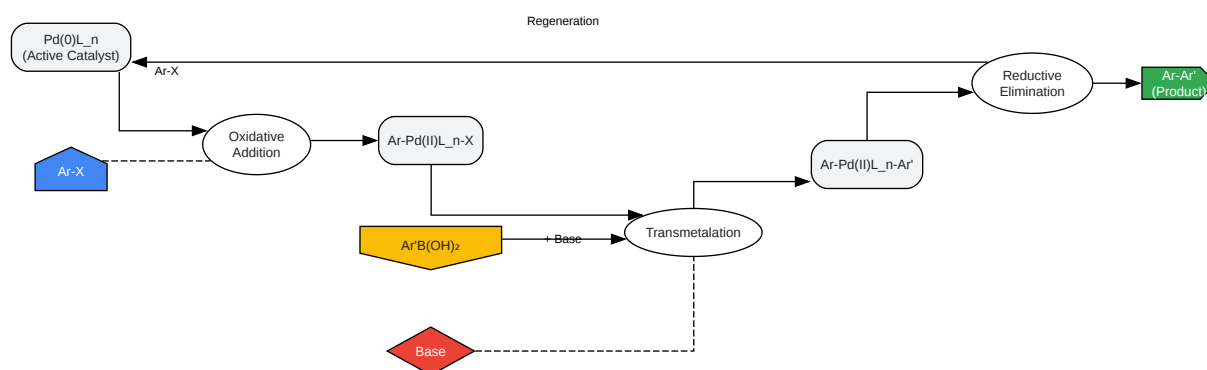 Regeneration
Pd(0)L_n
(Active Catalyst)
Ar-X
Reductive
Elimination
Ar-Ar'
(Product)
Oxidative
Addition
Ar-Pd(II)L_n-X
Ar-X
Ar-Pd(II)L_n-Ar'
Ar'B(OH)₂
+ Base
Transmetalation
Base